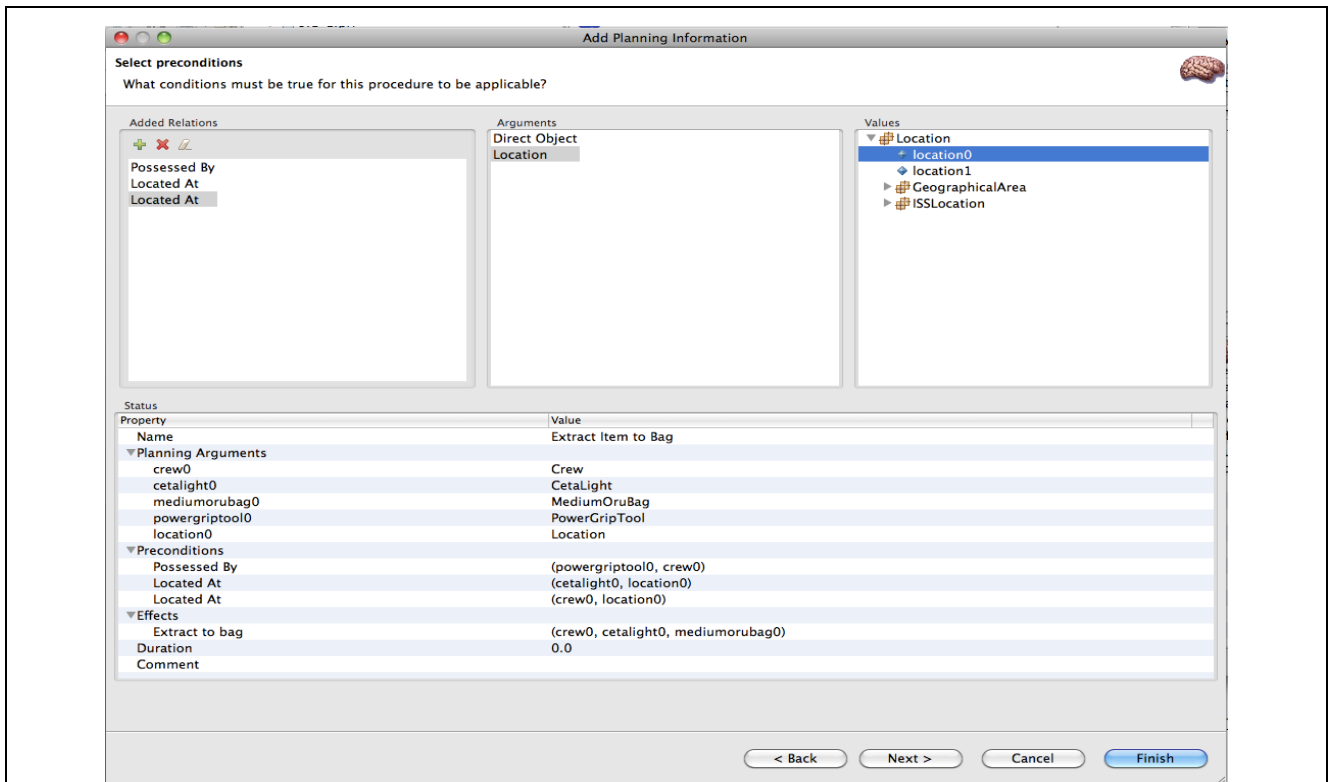 Add Planning Information
Select preconditions
What conditions must be true for this procedure to be applicable?
Added Relations
Possessed By
Located At
Located At
Arguments
Direct Object
Location
Values
Location
location0
location1
GeographicalArea
ISSLocation
Status
Property Value
Name Extract Item to Bag
Planning Arguments
crew0 Crew
cetalight0 CetaLight
mediumorubag0 MediumOruBag
powergriptool0 PowerGripTool
location0 Location
Preconditions
Possessed By (powergriptool0, crew0)
Located At (cetalight0, location0)
Located At (crew0, location0)
Effects
Extract to bag (crew0, cetalight0, mediumorubag0)
Duration 0.0
Comment
< Back Next > Cancel Finish